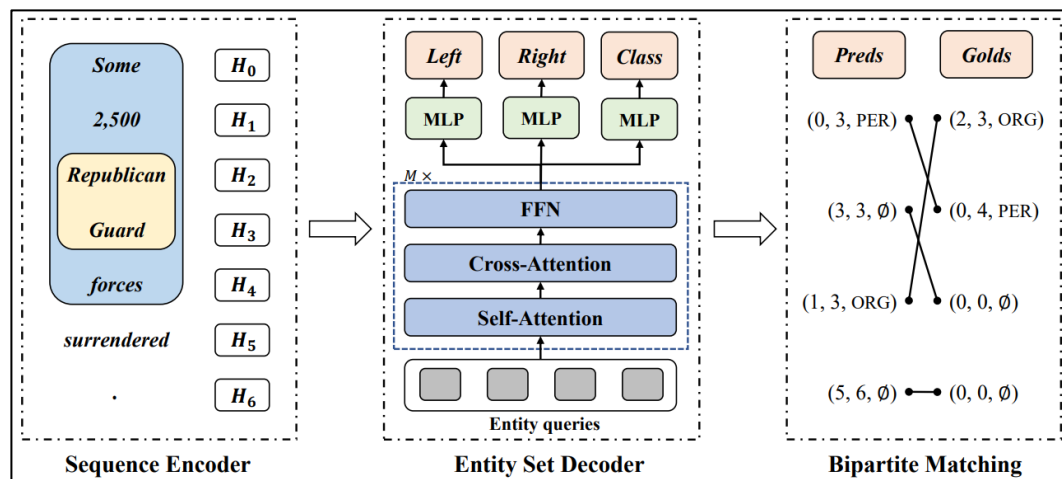 Some
2,500
Republican
Guard
forces
surrendered
.
H0
H1
H2
H3
H4
H5
H6
Sequence Encoder
Left Right Class
MLP MLP MLP
M ×
FFN
Cross-Attention
Self-Attention
Entity queries
Entity Set Decoder
Preds Golds
(0, 3, PER) (2, 3, ORG)
(3, 3, ∅) (0, 4, PER)
(1, 3, ORG) (0, 0, ∅)
(5, 6, ∅) (0, 0, ∅)
Bipartite Matching